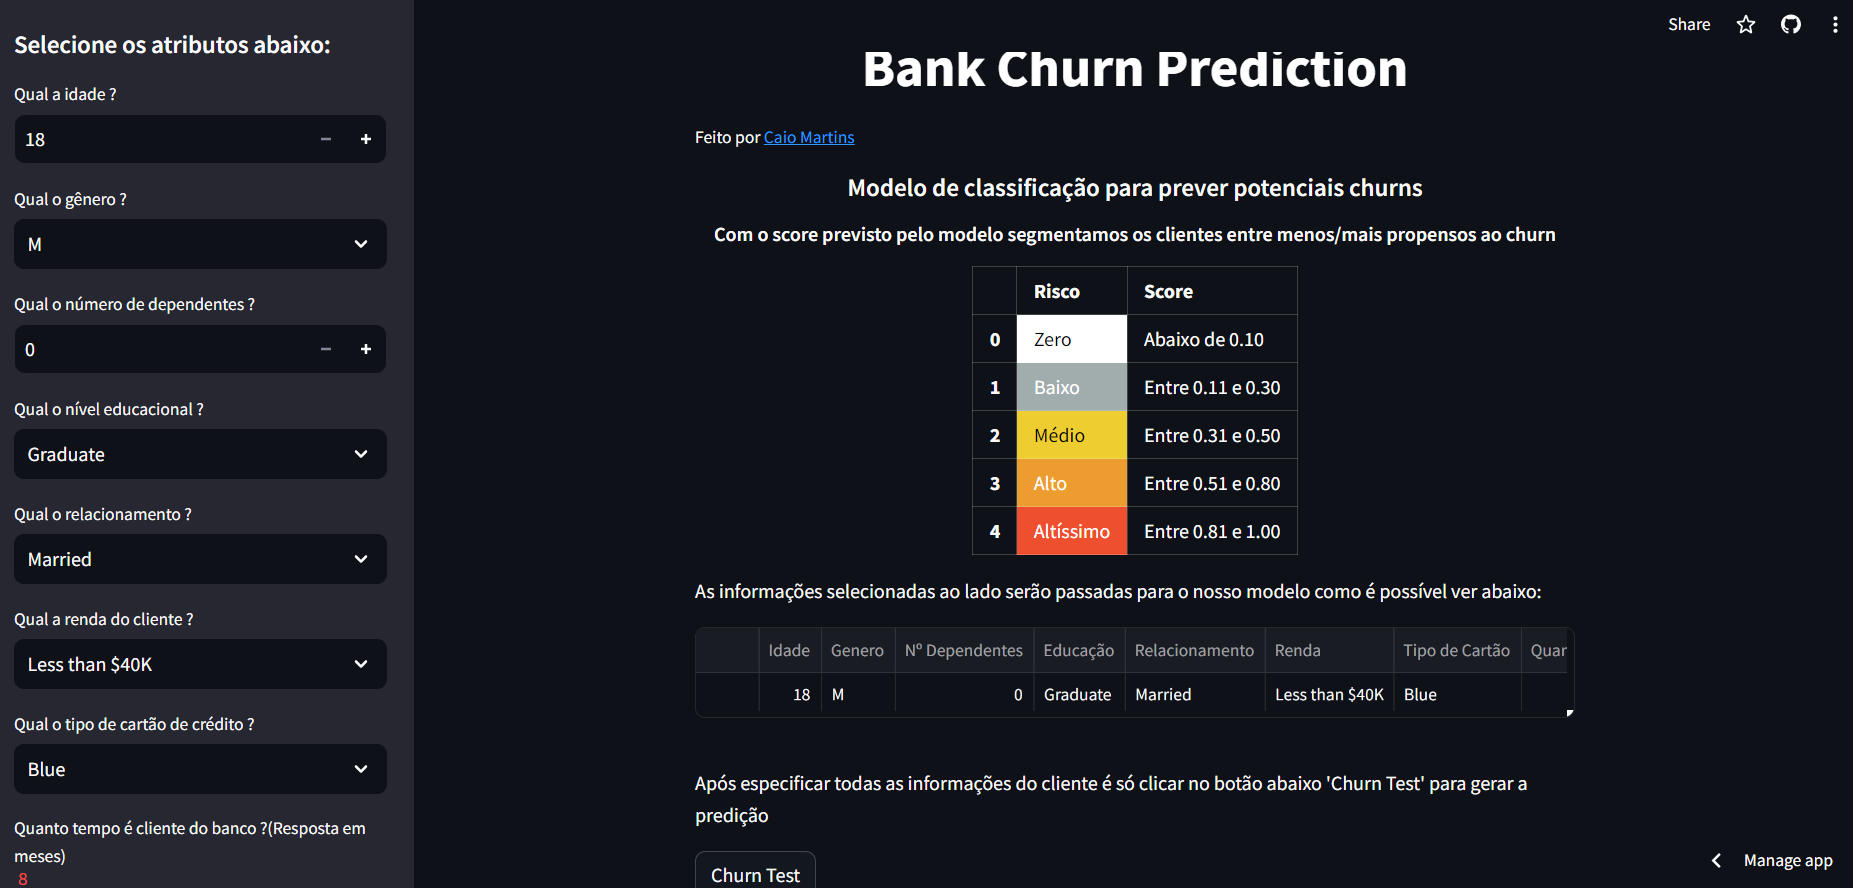 Selecione os atributos abaixo:
Qual a idade ?
18
Qual o gênero ?
M
Qual o número de dependentes ?
0
Qual o nível educacional ?
Graduate
Qual o relacionamento ?
Married
Qual a renda do cliente ?
Less than $40K
Qual o tipo de cartão de crédito ?
Blue
Quanto tempo é cliente do banco ?(Resposta em
meses)
8
Share
Bank Churn Prediction
Feito por Caio Martins
Modelo de classificação para prever potenciais churns
Com o score previsto pelo modelo segmentamos os clientes entre menos/mais propensos ao churn
Risco Score
0 Zero Abaixo de 0.10
1 Baixo Entre 0.11 e 0.30
2 Médio Entre 0.31 e 0.50
3 Alto Entre 0.51 e 0.80
4 Altíssimo Entre 0.81 e 1.00
As informações selecionadas ao lado serão passadas para o nosso modelo como é possível ver abaixo:
Idade Genero Nº Dependentes Educação Relacionamento Renda Tipo de Cartão Quar
18 M 0 Graduate Married Less than $40K Blue
Após especificar todas as informações do cliente é só clicar no botão abaixo 'Churn Test' para gerar a
predição
Churn Test
Manage app